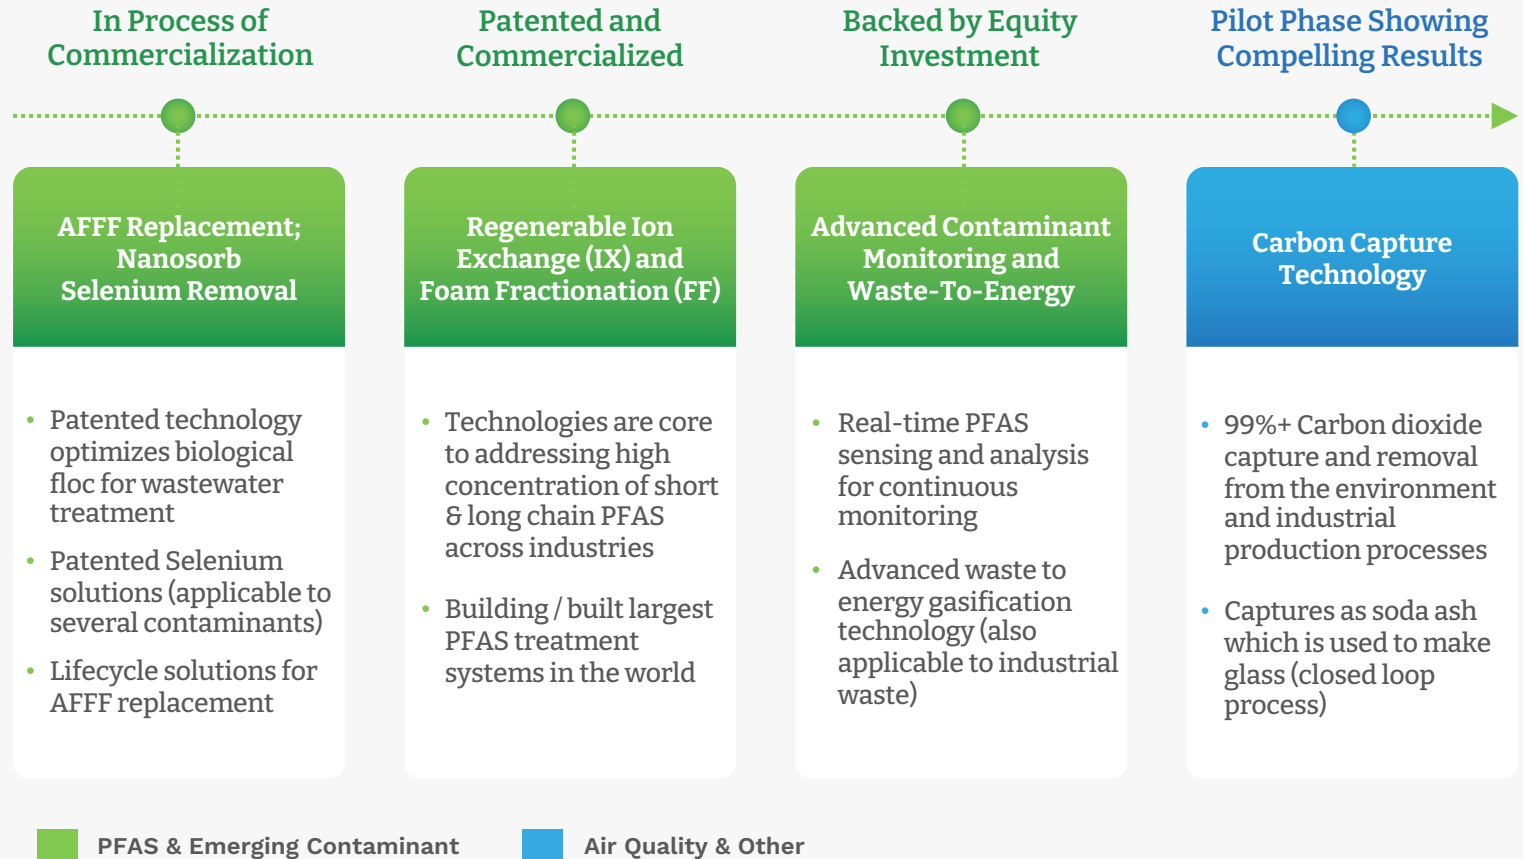 In Process of
Commercialization
Patented and
Commercialized
Backed by Equity
Investment
Pilot Phase Showing
Compelling Results
AFFF Replacement;
Nanosorb
Selenium Removal
• Patented technology
optimizes biological
floc for wastewater
treatment
• Patented Selenium
solutions (applicable to
several contaminants)
• Lifecycle solutions for
AFFF replacement
Regenerable Ion
Exchange (IX) and
Foam Fractionation (FF)
• Technologies are core
to addressing high
concentration of short
& long chain PFAS
across industries
• Building / built largest
PFAS treatment
systems in the world
Advanced Contaminant
Monitoring and
Waste-To-Energy
• Real-time PFAS
sensing and analysis
for continuous
monitoring
• Advanced waste to
energy gasification
technology (also
applicable to industrial
waste)
Carbon Capture
Technology
• 99%+ Carbon dioxide
capture and removal
from the environment
and industrial
production processes
• Captures as soda ash
which is used to make
glass (closed loop
process)
PFAS & Emerging Contaminant
Air Quality & Other